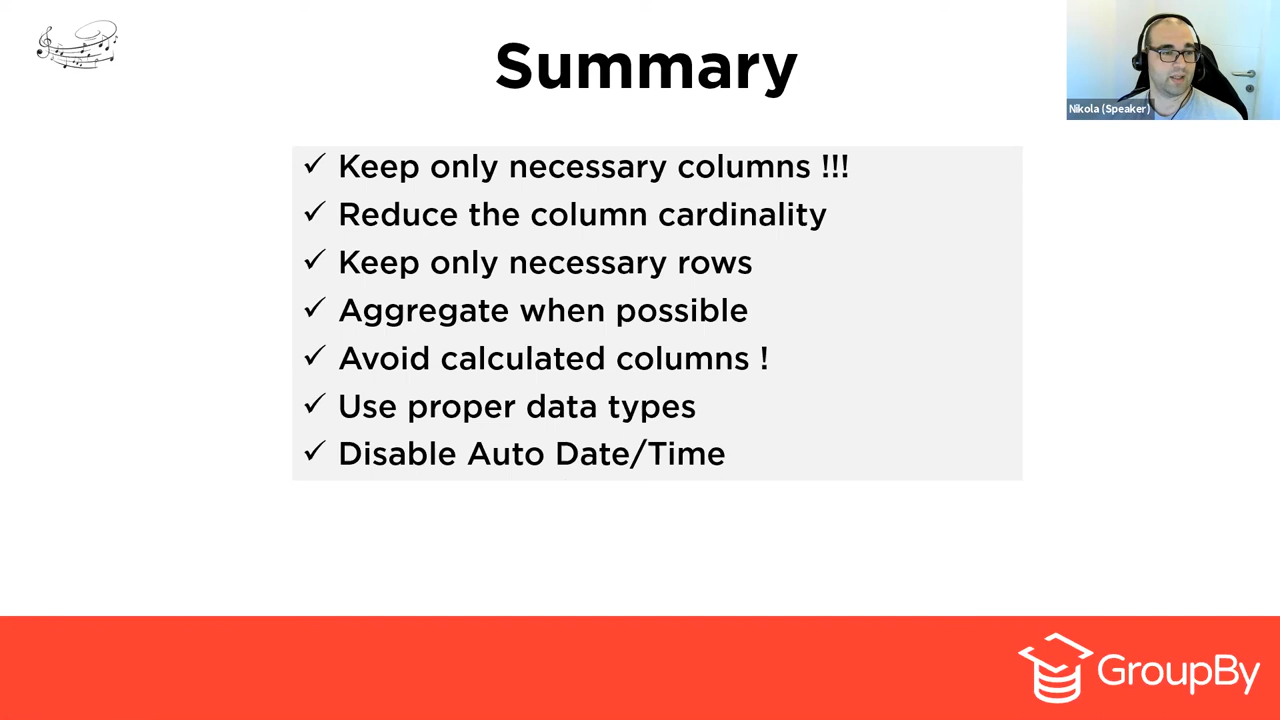 Summary
Nikola (Speaker)
✓ Keep only necessary columns !!!
✓ Reduce the column cardinality
✓ Keep only necessary rows
✓ Aggregate when possible
✓ Avoid calculated columns !
✓ Use proper data types
✓ Disable Auto Date/Time
GroupBy